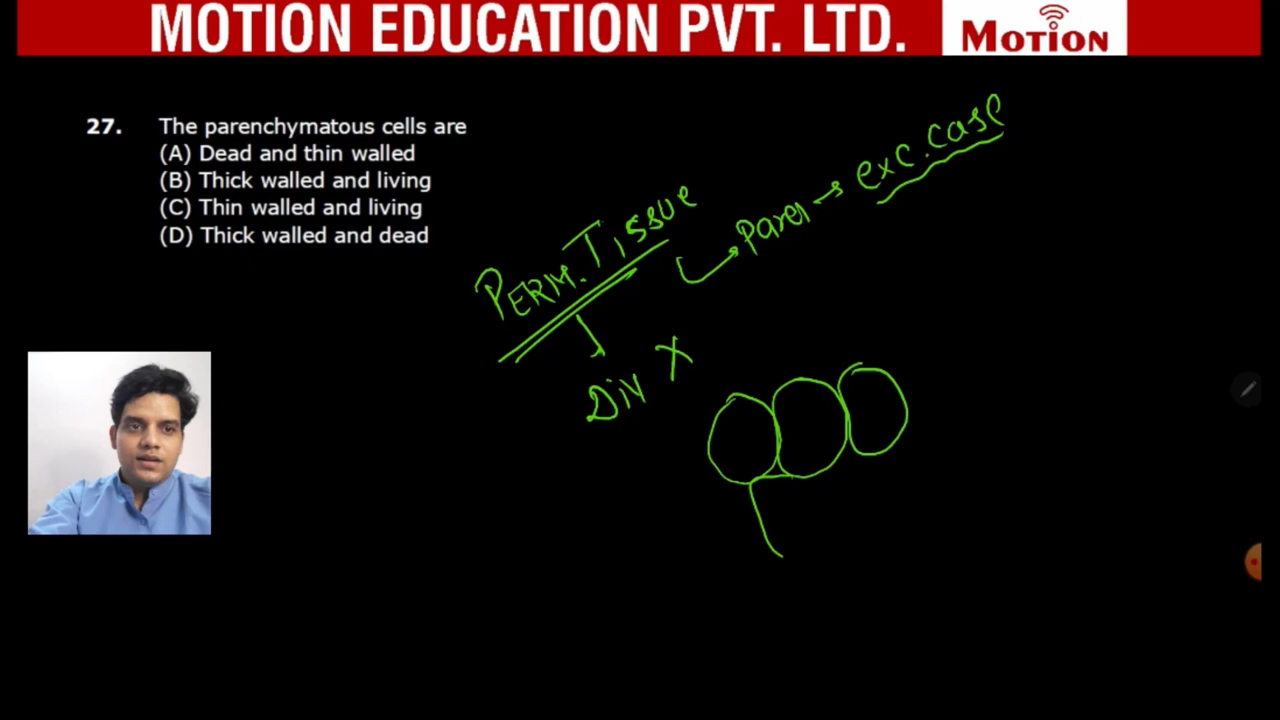 MOTION EDUCATION PVT. LTD.
MOTION
27. The parenchymatous cells are
(A) Dead and thin walled
(B) Thick walled and living
(C) Thin walled and living
(D) Thick walled and dead
PERM. TISSUE
Paren → exc. case
Div X